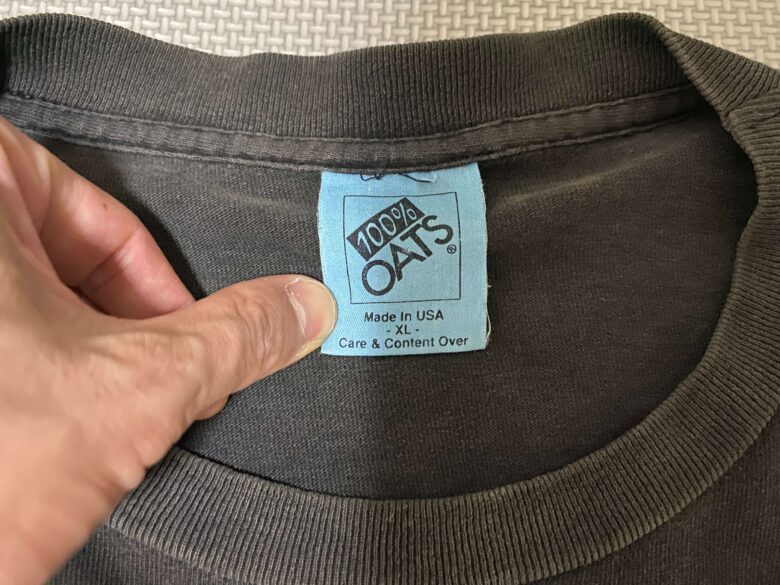 100%
OATS®
Made In USA
- XL -
Care & Content Over